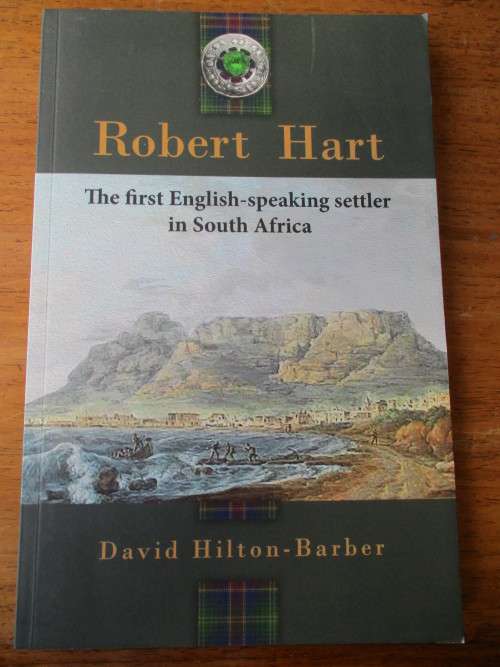 Robert Hart
The first English-speaking settler
in South Africa
David Hilton-Barber